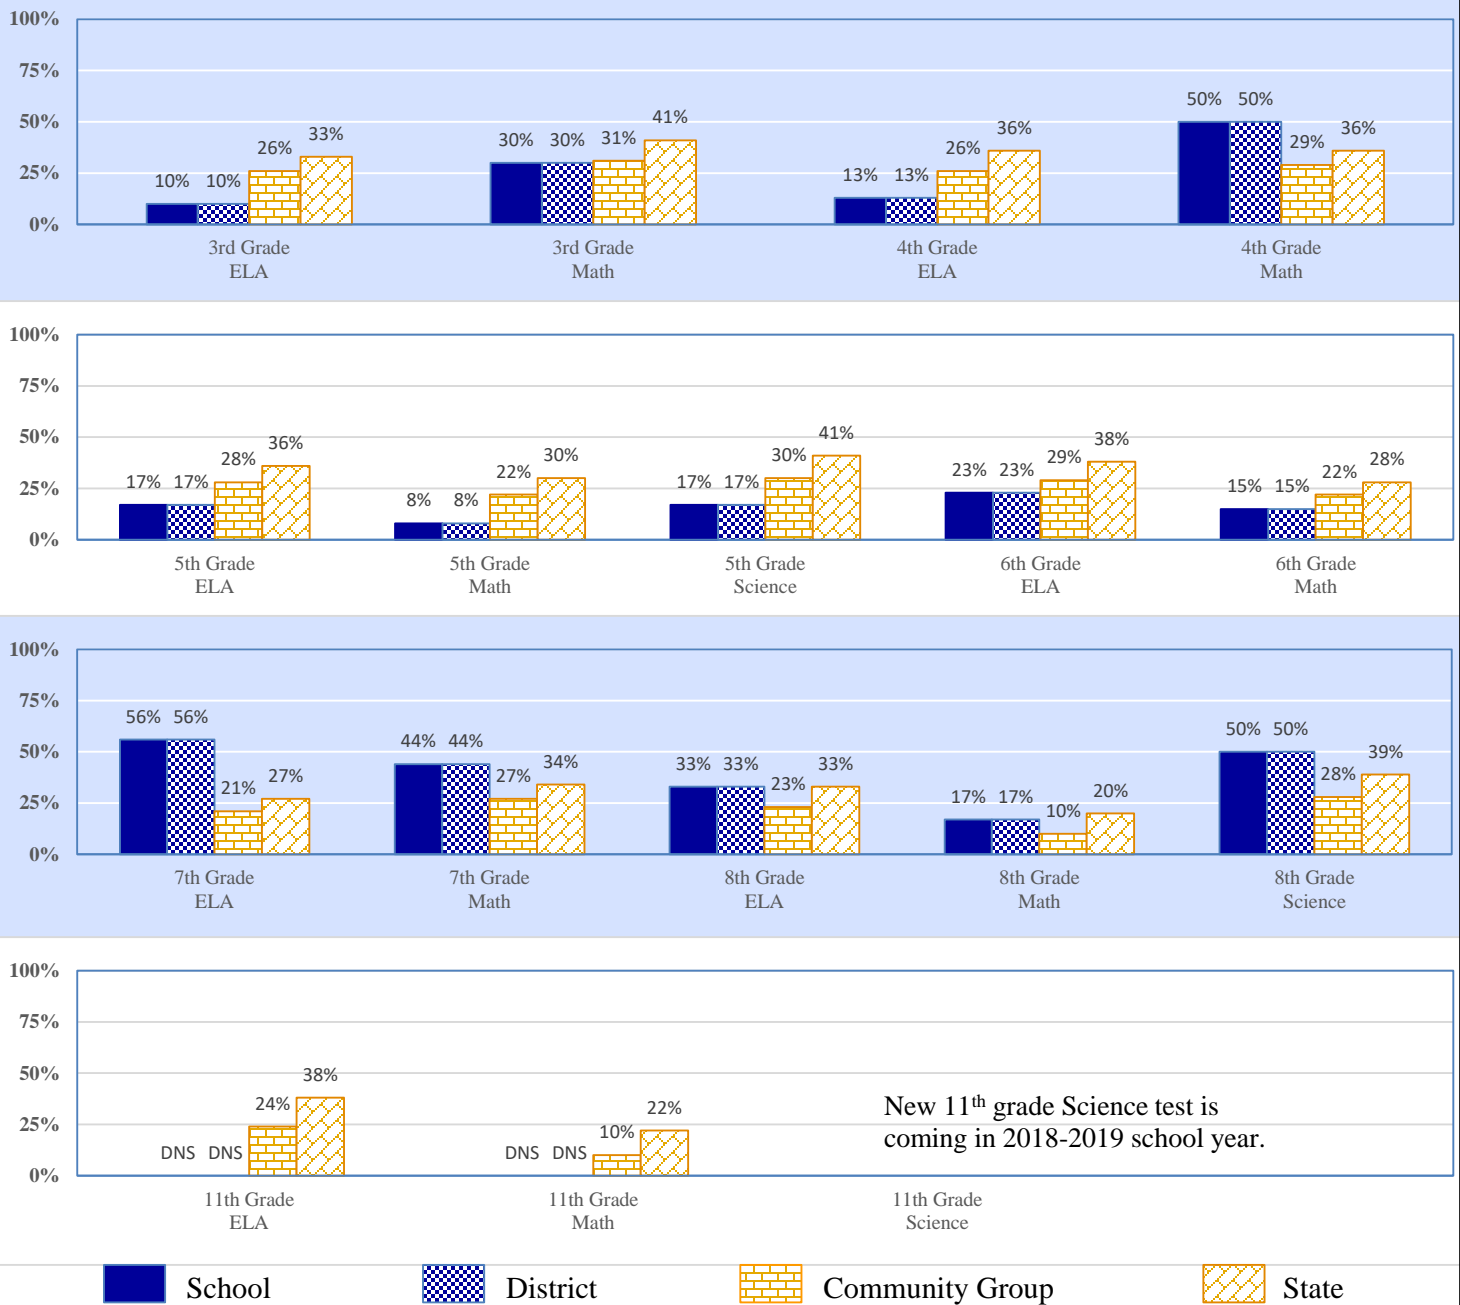 100%
75%
50%
25%
0%
10% 10% 26% 33%
30% 30% 31% 41%
13% 13% 26% 36%
50% 50% 29% 36%
3rd Grade
ELA
3rd Grade
Math
4th Grade
ELA
4th Grade
Math
100%
75%
50%
25%
0%
17% 17% 28% 36%
8% 8% 22% 30%
17% 17% 30% 41%
23% 23% 29% 38%
15% 15% 22% 28%
5th Grade
ELA
5th Grade
Math
5th Grade
Science
6th Grade
ELA
6th Grade
Math
100%
75%
50%
25%
0%
56% 56% 21% 27%
44% 44% 27% 34%
33% 33% 23% 33%
17% 17% 10% 20%
50% 50% 28% 39%
7th Grade
ELA
7th Grade
Math
8th Grade
ELA
8th Grade
Math
8th Grade
Science
100%
75%
50%
25%
0%
DNS DNS 24% 38%
DNS DNS 10% 22%
New 11th grade Science test is
coming in 2018-2019 school year.
11th Grade
ELA
11th Grade
Math
11th Grade
Science
School
District
Community Group
State